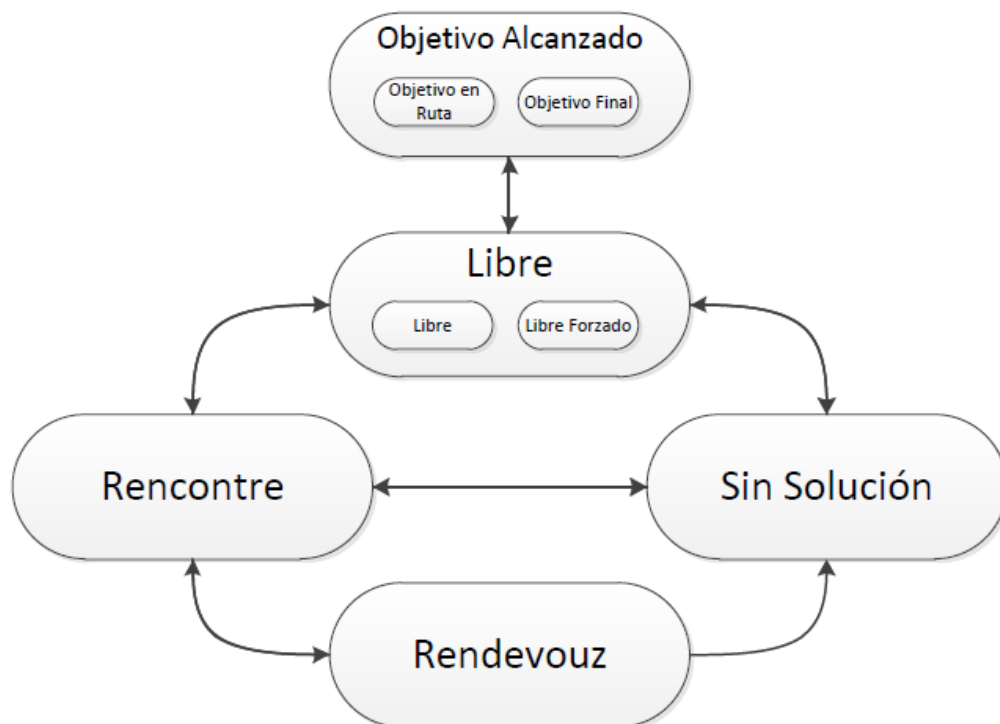 Objetivo Alcanzado
Objetivo en
Ruta
Objetivo Final
Libre
Libre
Libre Forzado
Rencontre
Sin Solución
Rendevouz